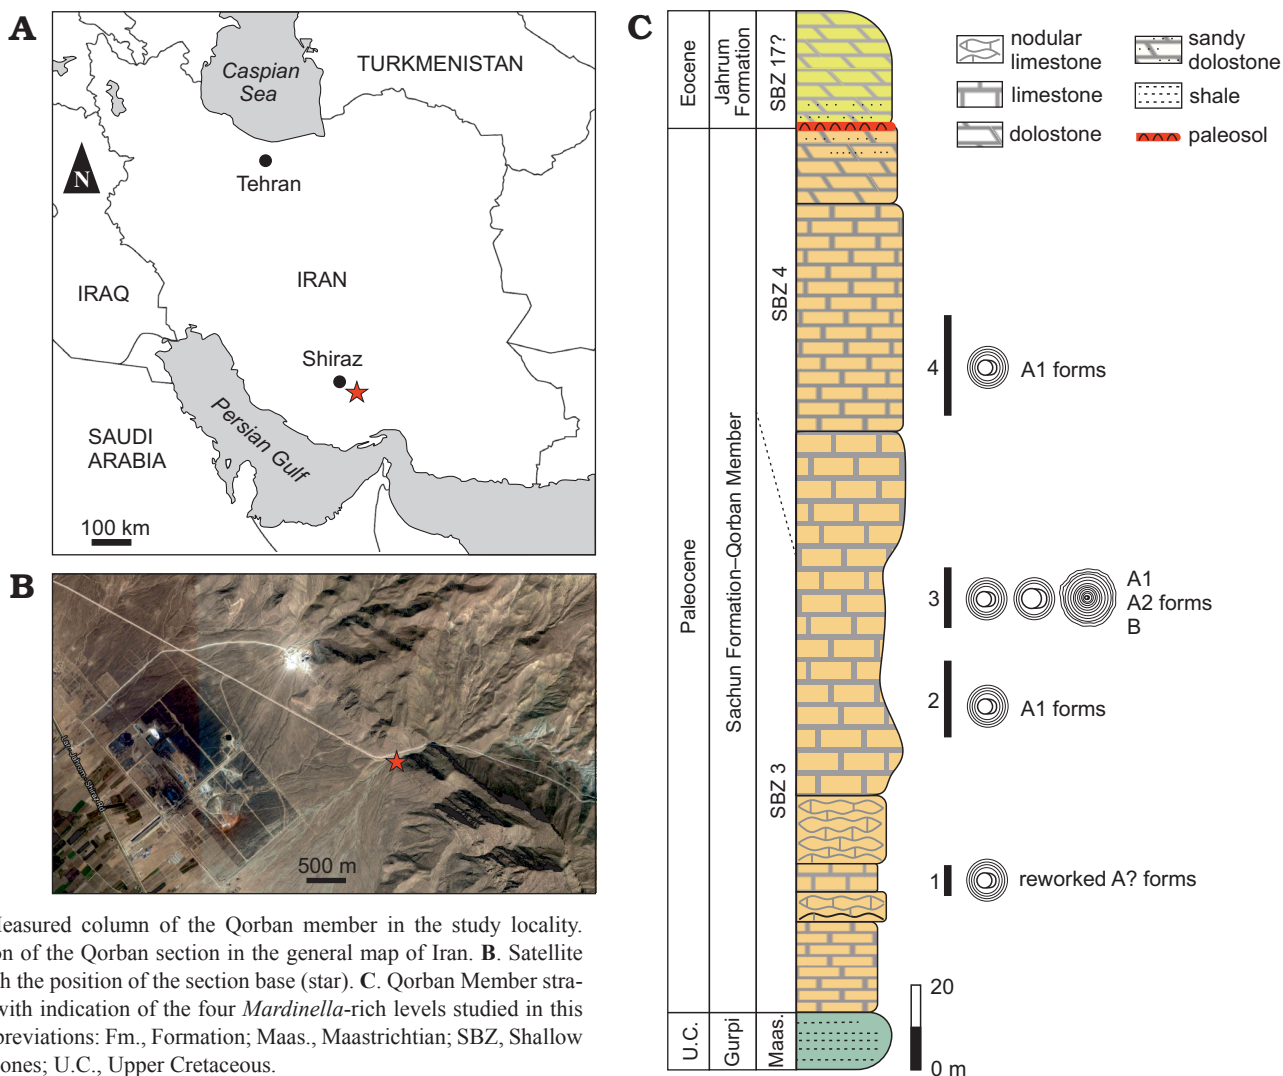 A
Caspian
Sea
TURKMENISTAN
N
Tehran
IRAN
IRAQ
Shiraz
Persian Gulf
SAUDI
ARABIA
100 km
B
500 m
C
Eocene
Jahrum
Formation
SBZ 17?
Paleocene
Sachun Formation–Qorban Member
SBZ 4
SBZ 3
U.C.
Gurpi
Maas.
nodular
limestone
limestone
dolostone
sandy
dolostone
shale
paleosol
4
A1 forms
3
A1
A2 forms
B
2
A1 forms
1
reworked A? forms
20
0 m
Measured column of the Qorban member in the study locality.
on of the Qorban section in the general map of Iran. B. Satellite
th the position of the section base (star). C. Qorban Member stra-
with indication of the four Mardinella-rich levels studied in this
breviations: Fm., Formation; Maas., Maastrichtian; SBZ, Shallow
ones; U.C., Upper Cretaceous.